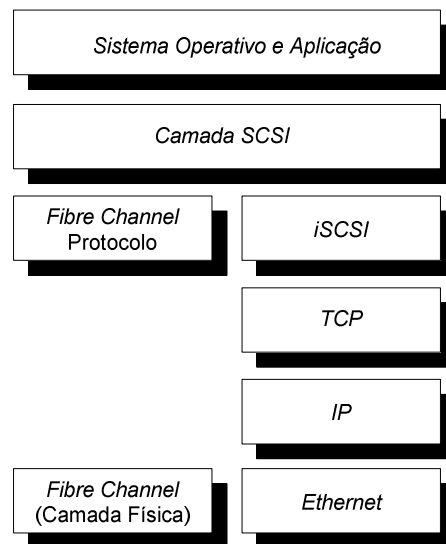 Sistema Operativo e Aplicação
Camada SCSI
Fibre Channel
Protocolo
iSCSI
TCP
IP
Fibre Channel
(Camada Física)
Ethernet